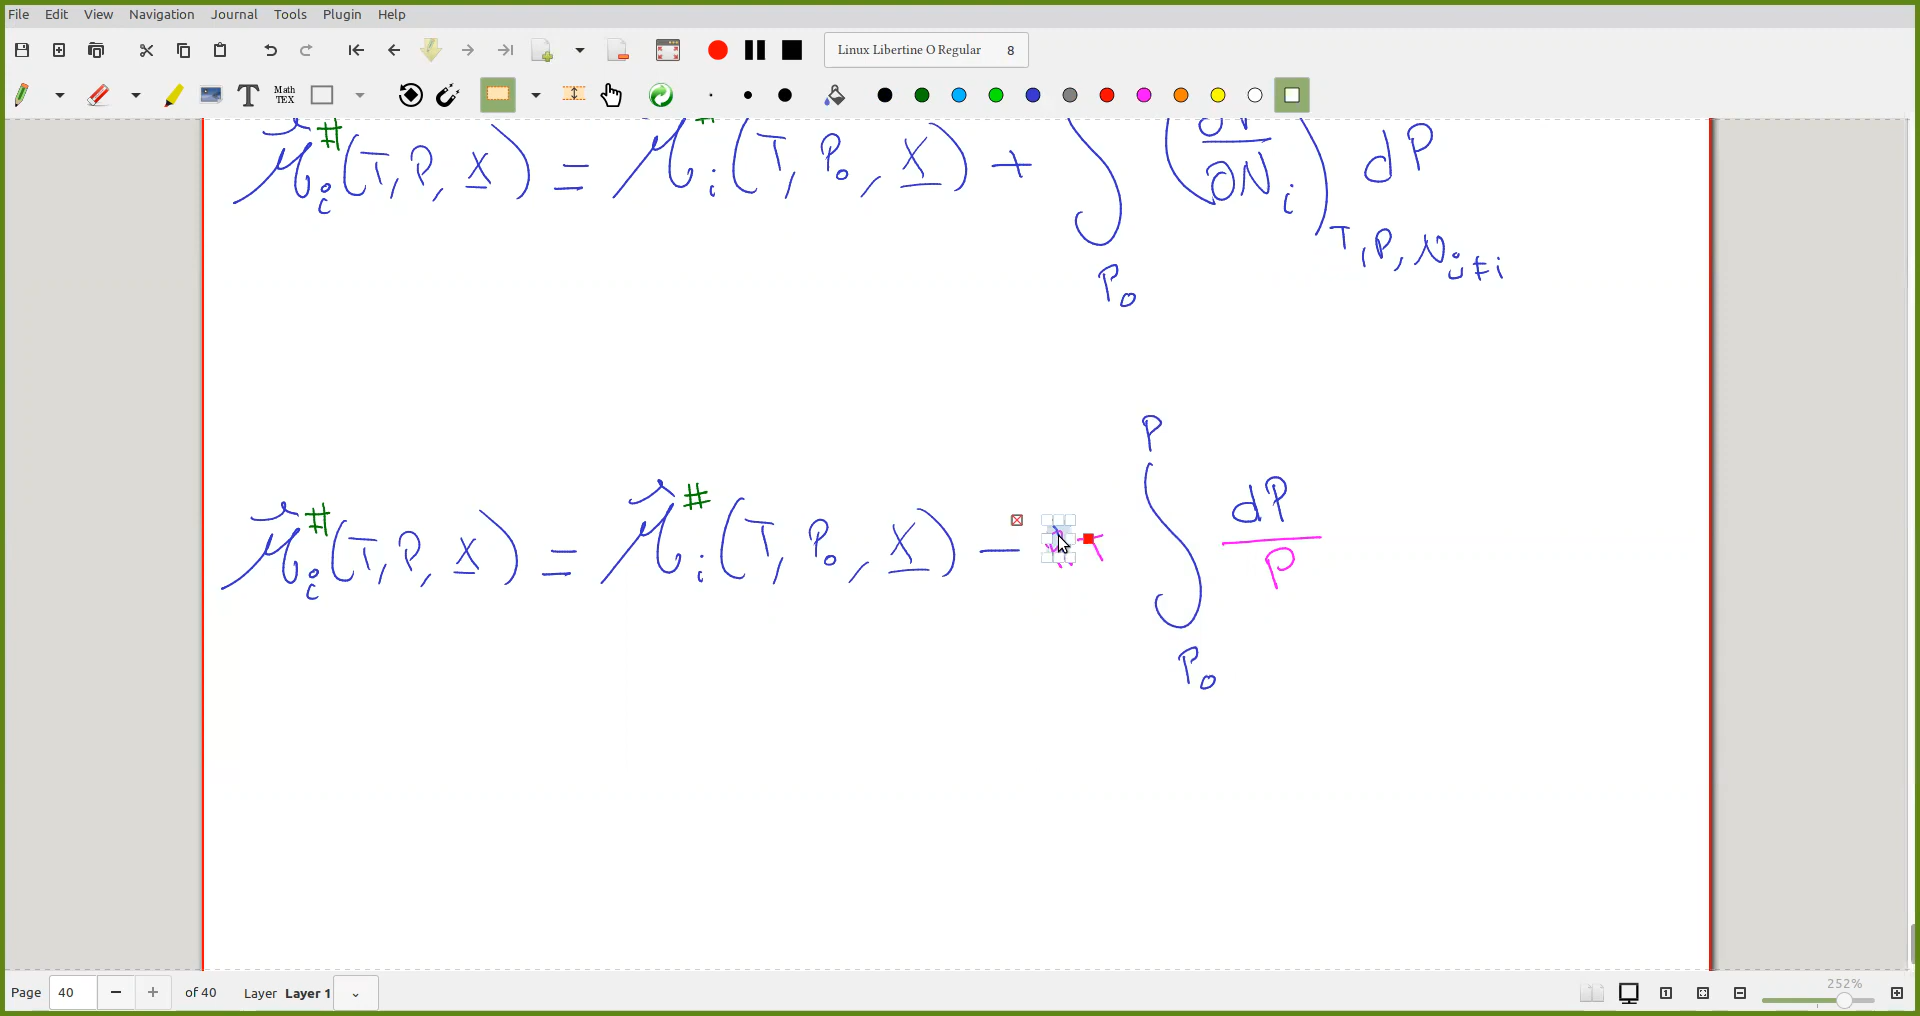 File Edit View Navigation Journal Tools Plugin Help
Linux Libertine O Regular 8
Math TEX
μ̂ᵢ#(T, P, X) = μᵢ#(T, P₀, X) + ∫ P₀ (∂V/∂Nᵢ) T, P, Nj≠i dP
μ̂ᵢ#(T, P, X) = μ̂ᵢ#(T, P₀, X) − ∫ P P₀ dP/P
Page 40 of 40 Layer Layer 1 252%